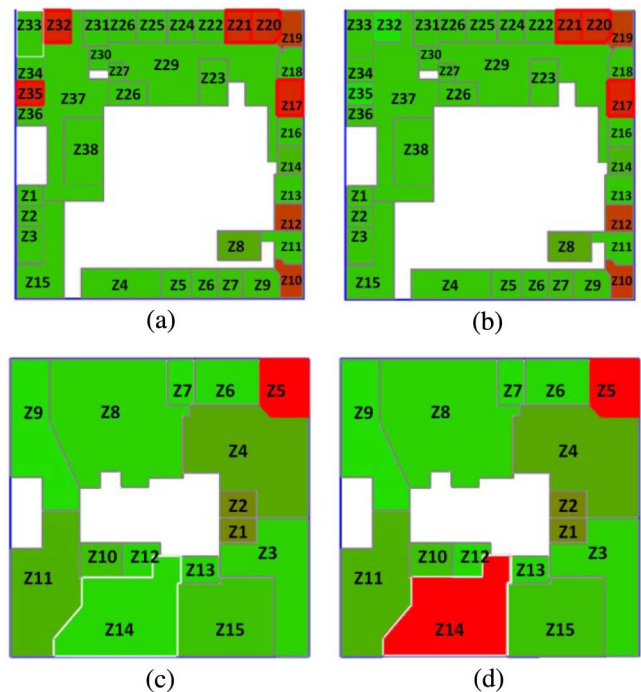 Z33 Z32 Z31 Z26 Z25 Z24 Z22 Z21 Z20 Z19
Z30 Z29 Z18
Z34 Z27 Z23
Z35 Z37 Z26 Z17
Z36
Z38 Z16
Z14
Z1 Z13
Z2 Z12
Z3 Z8 Z11
Z15 Z4 Z5 Z6 Z7 Z9 Z10
(a)
Z33 Z32 Z31 Z26 Z25 Z24 Z22 Z21 Z20 Z19
Z30 Z29 Z18
Z34 Z27 Z23
Z35 Z37 Z26 Z17
Z36
Z38 Z16
Z14
Z1 Z13
Z2 Z12
Z3 Z8 Z11
Z15 Z4 Z5 Z6 Z7 Z9 Z10
(b)
Z9 Z8 Z7 Z6 Z5
Z4
Z2
Z1
Z11 Z10 Z12 Z13 Z3
Z14 Z15
(c)
Z9 Z8 Z7 Z6 Z5
Z4
Z2
Z1
Z11 Z10 Z12 Z13 Z3
Z14 Z15
(d)